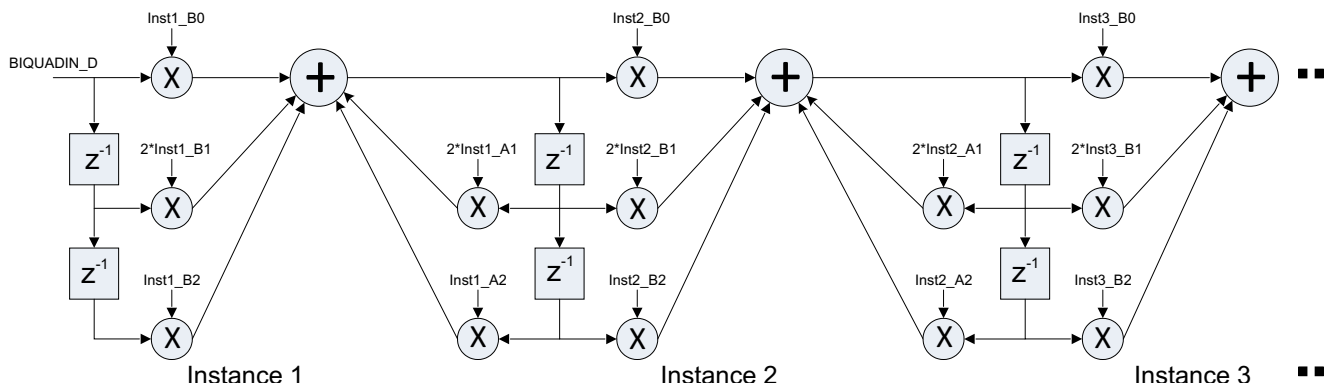 Inst1_B0
Inst2_B0
Inst3_B0
BIQUADIN_D
X
+
X
+
X
+
z-1
2*Inst1_B1
2*Inst1_A1
z-1
2*Inst2_B1
2*Inst2_A1
z-1
2*Inst3_B1
X
X
X
X
X
z-1
z-1
z-1
Inst1_B2
Inst1_A2
Inst2_B2
Inst2_A2
Inst3_B2
X
X
X
X
X
Instance 1
Instance 2
Instance 3